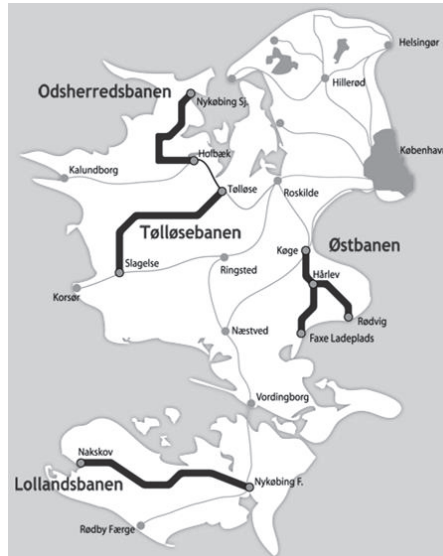 Helsingør
Hillerød
Odsherredsbanen
Nykøbing Sj.
København
Holbæk
Kalundborg
Tølløse
Roskilde
Tølløsebanen
Østbanen
Køge
Slagelse
Ringsted
Hårlev
Korsør
Rødvig
Næstved
Faxe Ladeplads
Vordingborg
Nakskov
Lollandsbanen
Nykøbing F.
Rødby Færge